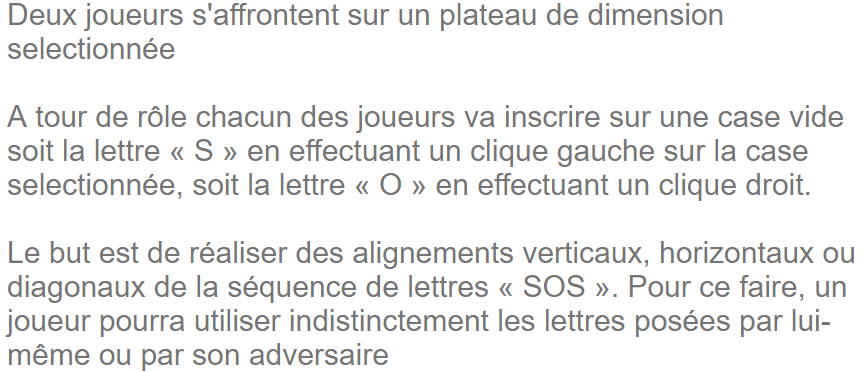 Deux joueurs s'affrontent sur un plateau de dimension
selectionnée
A tour de rôle chacun des joueurs va inscrire sur une case vide
soit la lettre « S » en effectuant un clique gauche sur la case
selectionnée, soit la lettre « O » en effectuant un clique droit.
Le but est de réaliser des alignements verticaux, horizontaux ou
diagonaux de la séquence de lettres « SOS ». Pour ce faire, un
joueur pourra utiliser indistinctement les lettres posées par lui-
même ou par son adversaire